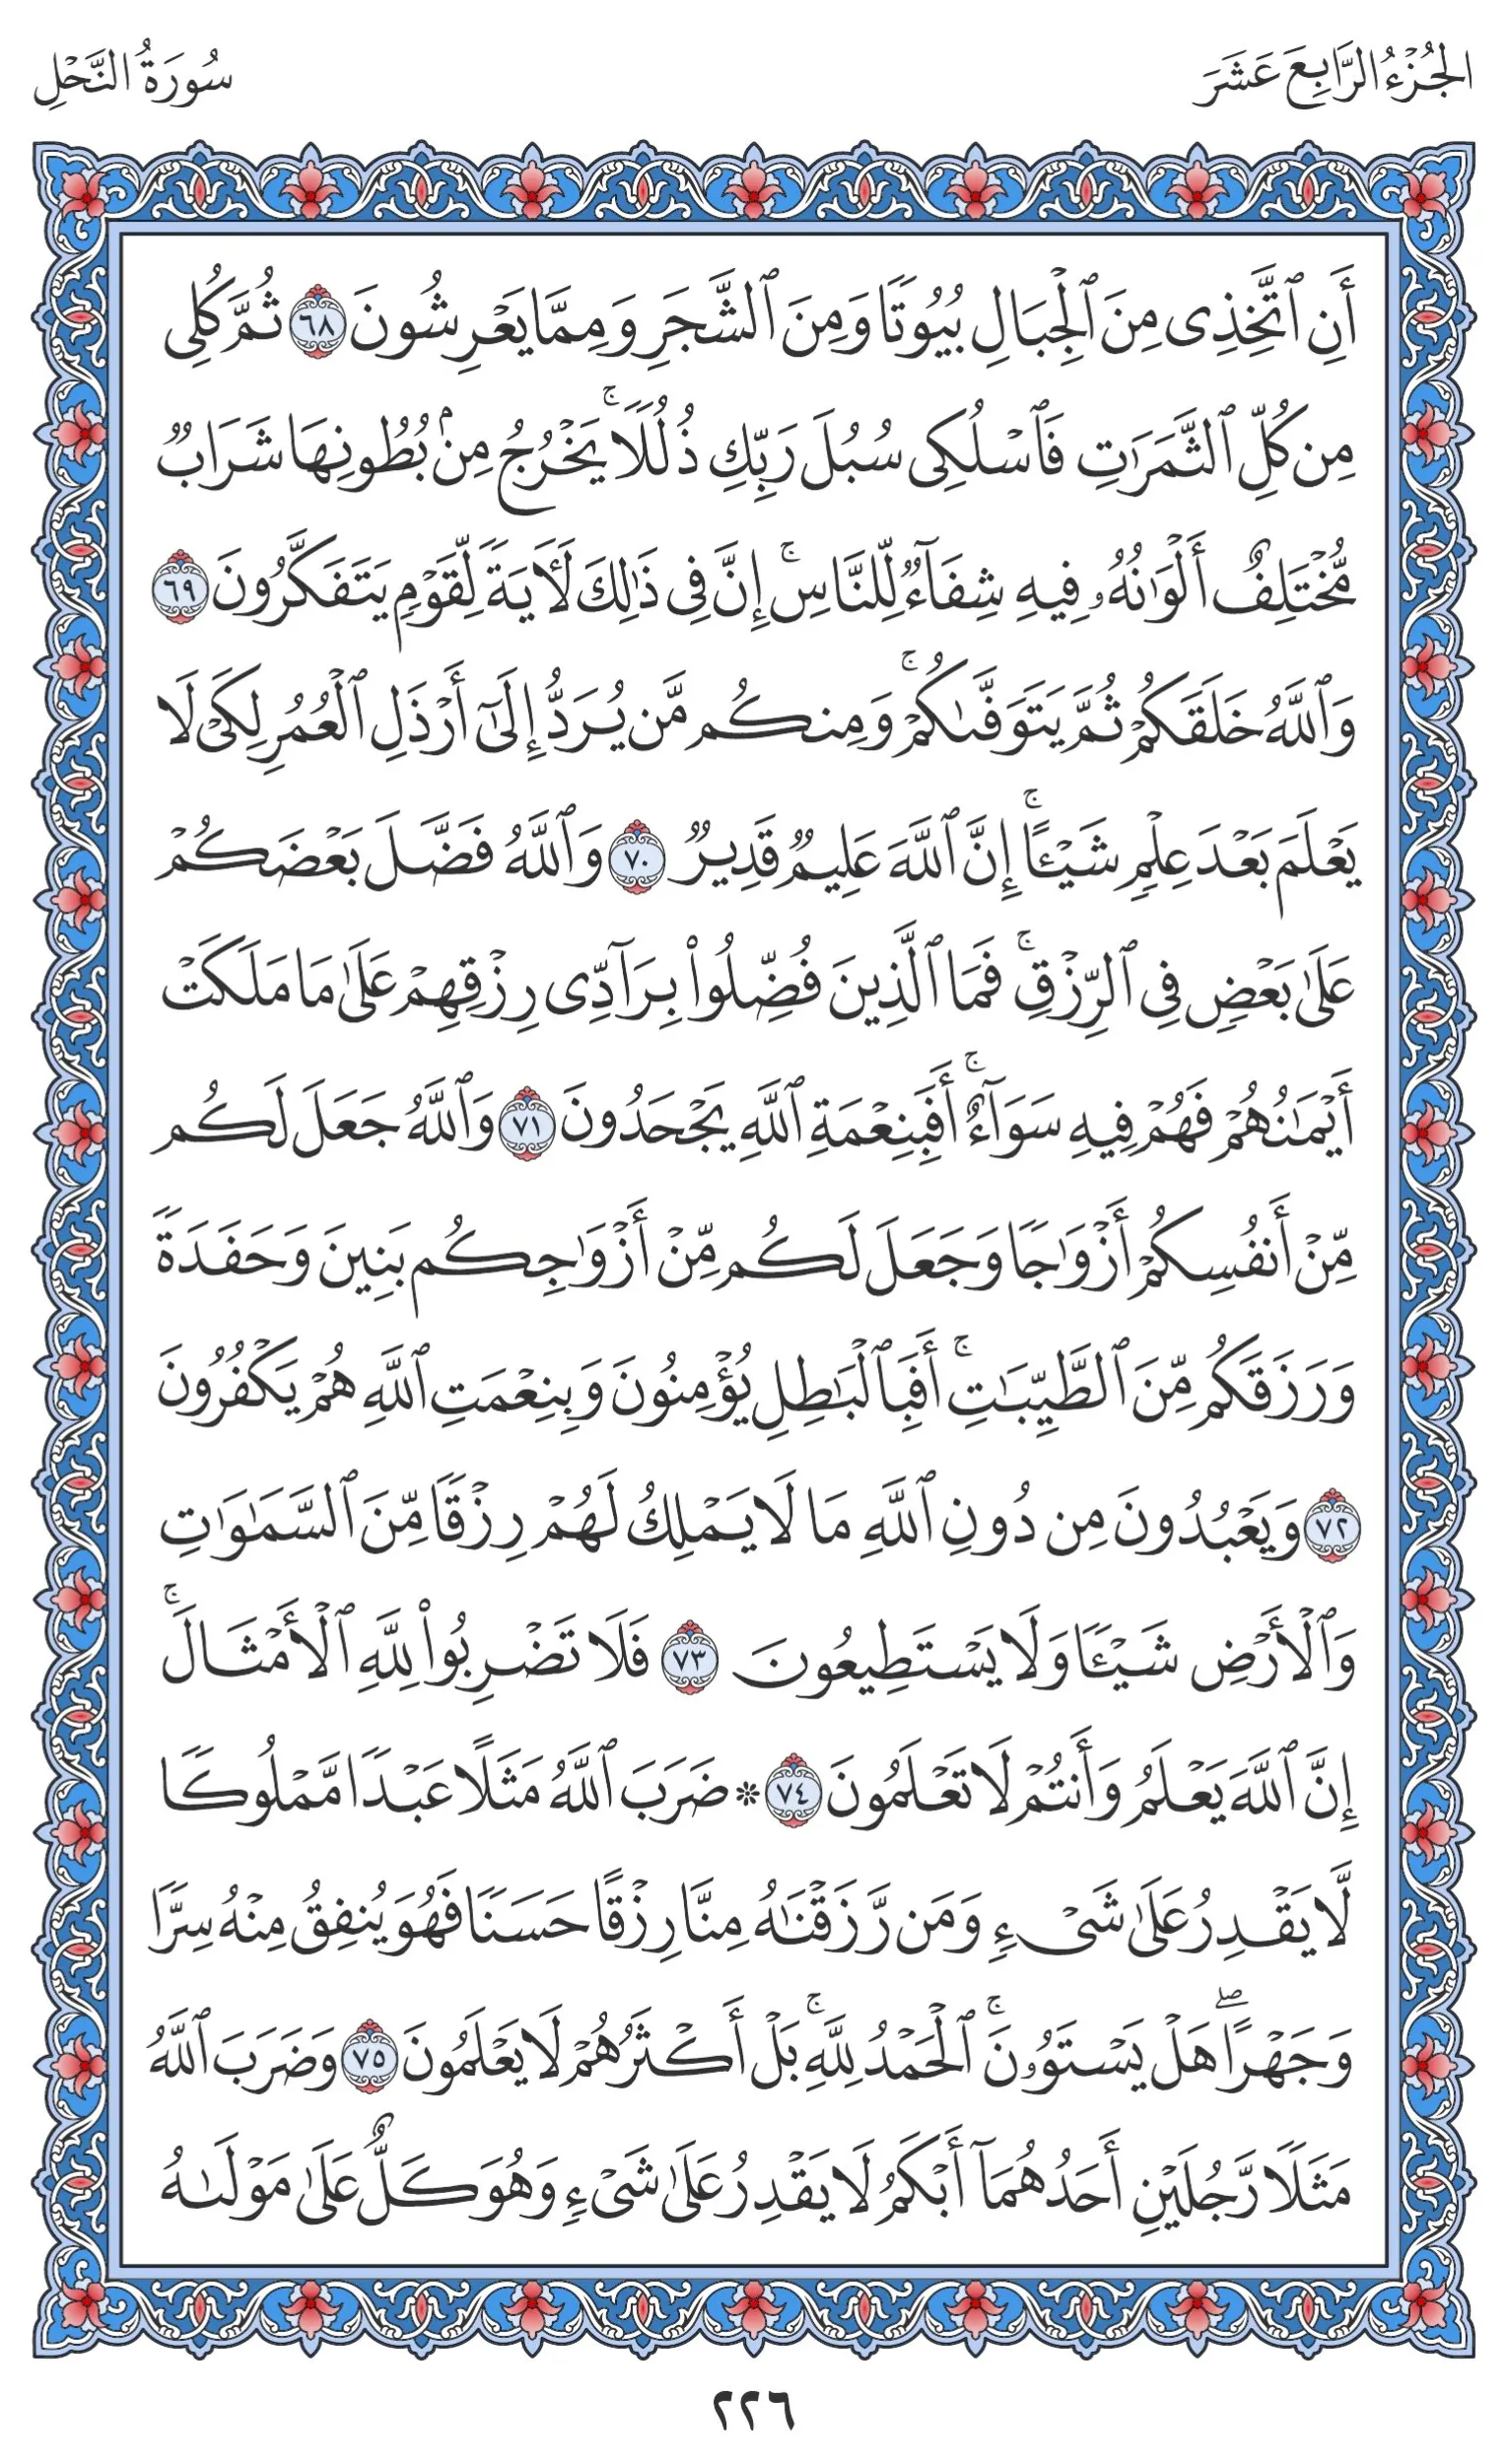 الجُزْءُ الرَّابِعَ عَشَرَ
سُورَةُ النَّحْلِ
أَنِ ٱتَّخِذِى مِنَ ٱلْجِبَالِ بُيُوتًا وَمِنَ ٱلشَّجَرِ وَمِمَّا يَعْرِشُونَ ٦٨ ثُمَّ كُلِى
مِن كُلِّ ٱلثَّمَرَٰتِ فَٱسْلُكِى سُبُلَ رَبِّكِ ذُلُلًا ۚ يَخْرُجُ مِنۢ بُطُونِهَا شَرَابٌ
مُّخْتَلِفٌ أَلْوَٰنُهُۥ فِيهِ شِفَآءٌ لِّلنَّاسِ ۚ إِنَّ فِى ذَٰلِكَ لَـَٔايَةً لِّقَوْمٍ يَتَفَكَّرُونَ ٦٩
وَٱللَّهُ خَلَقَكُمْ ثُمَّ يَتَوَفَّىٰكُمْ ۚ وَمِنكُم مَّن يُرَدُّ إِلَىٰٓ أَرْذَلِ ٱلْعُمُرِ لِكَىْ لَا
يَعْلَمَ بَعْدَ عِلْمٍ شَيْـًٔا ۚ إِنَّ ٱللَّهَ عَلِيمٌ قَدِيرٌ ٧٠ وَٱللَّهُ فَضَّلَ بَعْضَكُمْ
عَلَىٰ بَعْضٍ فِى ٱلرِّزْقِ ۚ فَمَا ٱلَّذِينَ فُضِّلُوا۟ بِرَآدِّى رِزْقِهِمْ عَلَىٰ مَا مَلَكَتْ
أَيْمَـٰنُهُمْ فَهُمْ فِيهِ سَوَآءٌ ۚ أَفَبِنِعْمَةِ ٱللَّهِ يَجْحَدُونَ ٧١ وَٱللَّهُ جَعَلَ لَكُم
مِّنْ أَنفُسِكُمْ أَزْوَٰجًا وَجَعَلَ لَكُم مِّنْ أَزْوَٰجِكُم بَنِينَ وَحَفَدَةً
وَرَزَقَكُم مِّنَ ٱلطَّيِّبَـٰتِ ۚ أَفَبِٱلْبَـٰطِلِ يُؤْمِنُونَ وَبِنِعْمَتِ ٱللَّهِ هُمْ يَكْفُرُونَ
٧٢ وَيَعْبُدُونَ مِن دُونِ ٱللَّهِ مَا لَا يَمْلِكُ لَهُمْ رِزْقًا مِّنَ ٱلسَّمَـٰوَٰتِ
وَٱلْأَرْضِ شَيْـًٔا وَلَا يَسْتَطِيعُونَ ٧٣ فَلَا تَضْرِبُوا۟ لِلَّهِ ٱلْأَمْثَالَ ۚ
إِنَّ ٱللَّهَ يَعْلَمُ وَأَنتُمْ لَا تَعْلَمُونَ ٧٤ * ضَرَبَ ٱللَّهُ مَثَلًا عَبْدًا مَّمْلُوكًا
لَّا يَقْدِرُ عَلَىٰ شَىْءٍ وَمَن رَّزَقْنَـٰهُ مِنَّا رِزْقًا حَسَنًا فَهُوَ يُنفِقُ مِنْهُ سِرًّا
وَجَهْرًا ۖ هَلْ يَسْتَوُۥنَ ۚ ٱلْحَمْدُ لِلَّهِ ۚ بَلْ أَكْثَرُهُمْ لَا يَعْلَمُونَ ٧٥ وَضَرَبَ ٱللَّهُ
مَثَلًا رَّجُلَيْنِ أَحَدُهُمَآ أَبْكَمُ لَا يَقْدِرُ عَلَىٰ شَىْءٍ وَهُوَ كَلٌّ عَلَىٰ مَوْلَىٰهُ
٢٢٦